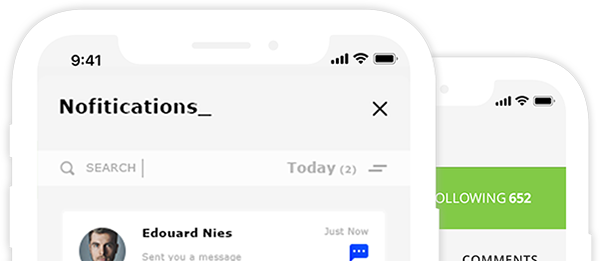 9:41
Nofitications_
SEARCH
Today (2)
Edouard Nies
Just Now
Sent you a message
OLLOWING 652
COMMENTS